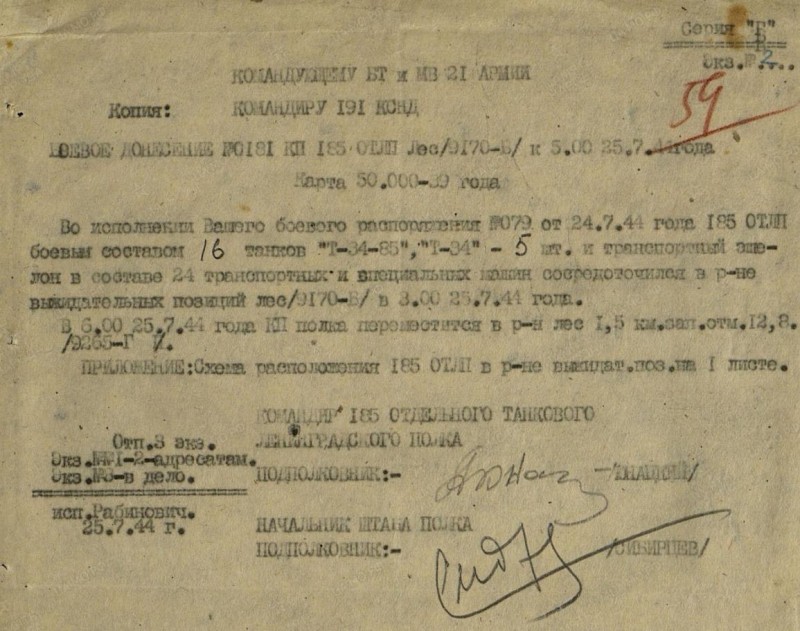 Серия "Б"
Экз.№ 2..
59
КОМАНДУЮЩЕМУ БТ и МВ 21 АРМИИ
Копия: КОМАНДИРУ 191 КСНД
БОЕВОЕ ДОНЕСЕНИЕ №0181 КП 185 ОТЛП лес/9170-Б/ к 5.00 25.7.44 года
Карта 50.000-39 года
Во исполнении Вашего боевого распоряжения №079 от 24.7.44 года 185 ОТЛП
боевым составом 16 танков "Т-34-85", "Т-34" - 5 шт. и транспортный эше-
лон в составе 24 транспортных и специальных машин сосредоточился в р-не
выжидательных позиций лес/9170-Б/ в 3.00 25.7.44 года.
В 6.00 25.7.44 года КП полка переместится в р-н лес 1,5 км.зап.отм.12,8.
/9265-Г /.
ПРИЛОЖЕНИЕ:Схема расположения 185 ОТЛП в р-не выжидат.поз.на 1 листе.
КОМАНДИР 185 ОТДЕЛЬНОГО ТАНКОВОГО
Отп.3 экз. ЛЕНИНГРАДСКОГО ПОЛКА
Экз.№№1-2-адресатам.
Экз.№3-в дело. ПОДПОЛКОВНИК:-
исп.Рабинович.
25.7.44 г. НАЧАЛЬНИК ШТАБА ПОЛКА
ПОДПОЛКОВНИК:- /СИБИРЦЕВ/